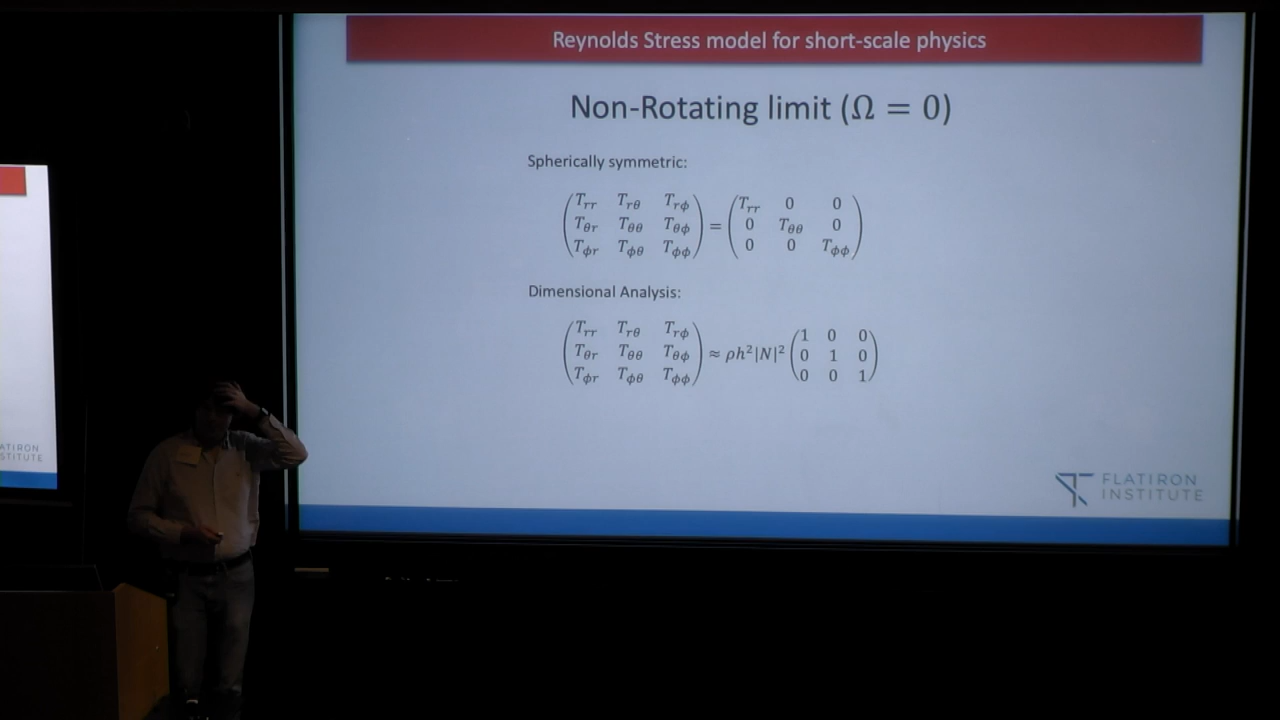 Reynolds Stress model for short-scale physics
Non-Rotating limit (Ω = 0)
Spherically symmetric:
T_rr T_rθ T_rϕ
T_θr T_θθ T_θϕ
T_ϕr T_ϕθ T_ϕϕ
=
T_rr 0 0
0 T_θθ 0
0 0 T_ϕϕ
Dimensional Analysis:
T_rr T_rθ T_rϕ
T_θr T_θθ T_θϕ
T_ϕr T_ϕθ T_ϕϕ
≈ ρh²|N|²
1 0 0
0 1 0
0 0 1
FLATIRON
INSTITUTE
ATIRON
STITUTE